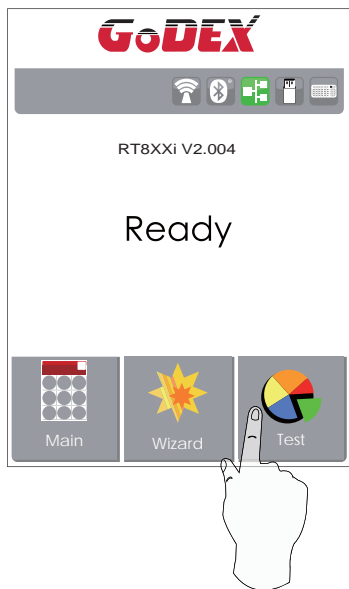 GoDEX
RT8XXi V2.004
Ready
Main
Wizard
Test